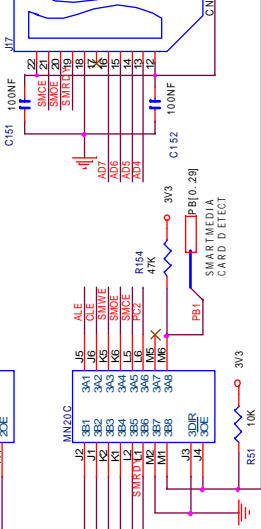 J17
CN
22
21
20
19
18
17
16
15
14
13
12
SMCE
SMOE
SMRDY
100NF
C151
100NF
C152
AD7
AD6
AD5
AD4
3V3
R154
47K
PB[0..29]
SMARTMEDIA
CARD DETECT
PB1
ALE
CLE
SMWE
SMOE
SMCE
PC2
J5
J6
K5
K6
L5
L6
M5
M6
3A1
3A2
3A3
3A4
3A5
3A6
3A7
3A8
MN20C
3B1
3B2
3B3
3B4
3B5
3B6
3B7
3B8
3DIR
3OE
J2
J1
K2
K1
L2
L1
M2
M1
J3
J4
SMRDY
2OE
3V3
R51
10K